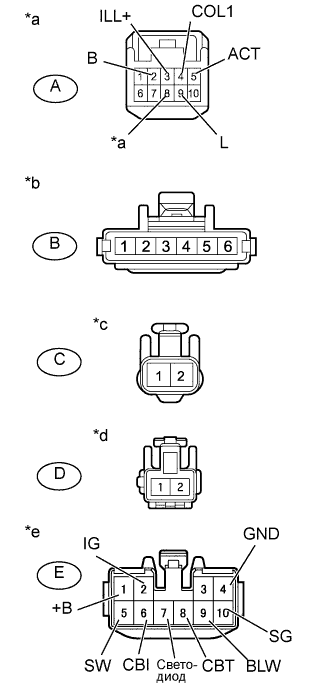 *a
ILL+
COL1
B
ACT
1 2 3 4 5
A
6 7 8 9 10
*a
L
*b
B
1 2 3 4 5 6
*c
C
1 2
*d
D
1 2
*e
IG
GND
E
1 2 3 4
+B
5 6 7 8 9 10
SG
SW
CBI
Свето-
диод
CBT
BLW